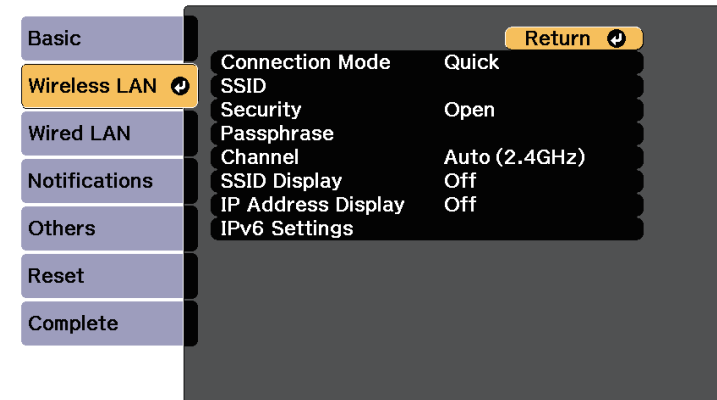 Basic
Wireless LAN
Wired LAN
Notifications
Others
Reset
Complete
Return
Connection Mode Quick
SSID
Security Open
Passphrase
Channel Auto (2.4GHz)
SSID Display Off
IP Address Display Off
IPv6 Settings